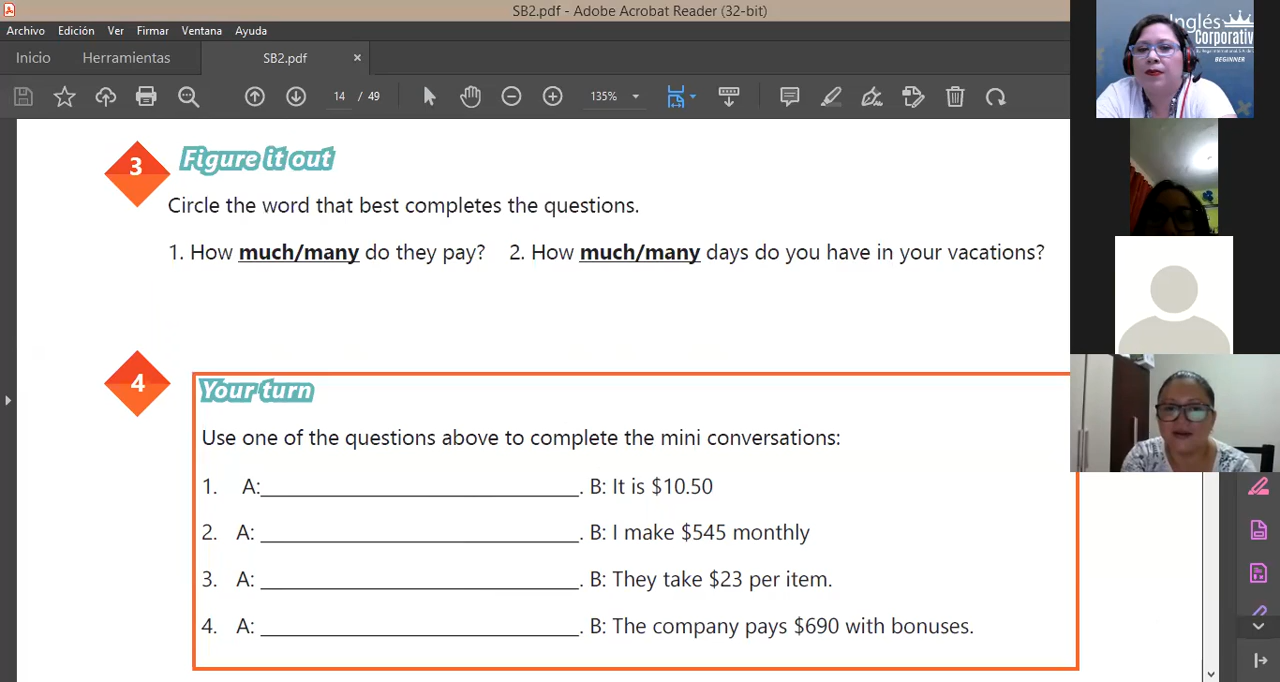 SB2.pdf - Adobe Acrobat Reader (32-bit)
Archivo Edición Ver Firmar Ventana Ayuda
Inicio Herramientas SB2.pdf ×
14 / 49 135%
Inglés
Corporativ
BEGINNER
3 Figure it out
Circle the word that best completes the questions.
1. How much/many do they pay? 2. How much/many days do you have in your vacations?
4 Your turn
Use one of the questions above to complete the mini conversations:
1. A:______________________________. B: It is $10.50
2. A: ______________________________. B: I make $545 monthly
3. A: ______________________________. B: They take $23 per item.
4. A: ______________________________. B: The company pays $690 with bonuses.